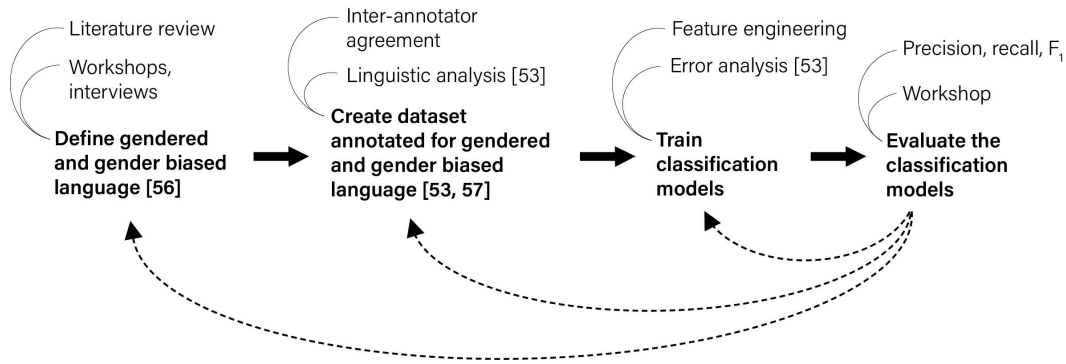 Literature review
Workshops,
interviews
Define gendered
and gender biased
language [56]
Inter-annotator
agreement
Linguistic analysis [53]
Create dataset
annotated for gendered
and gender biased
language [53, 57]
Feature engineering
Error analysis [53]
Train
classification
models
Precision, recall, F₁
Workshop
Evaluate the
classification
models